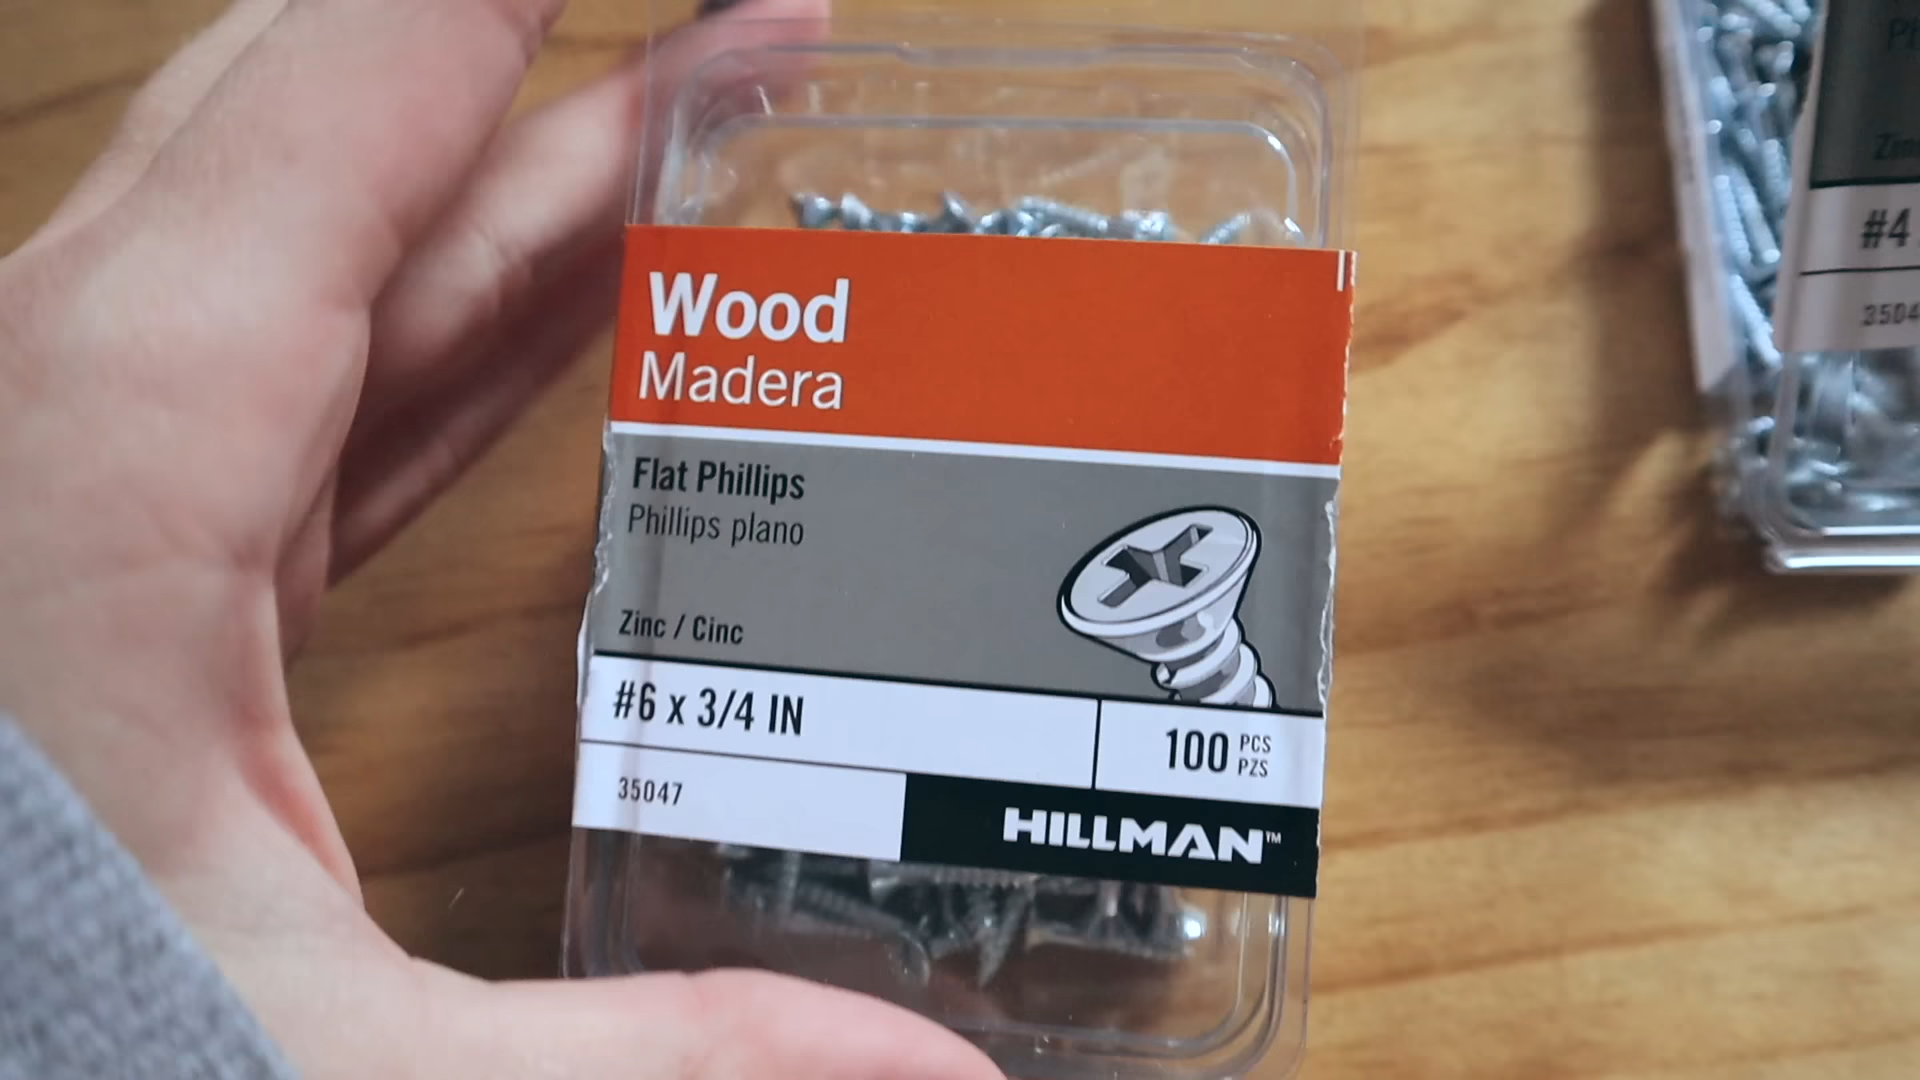 Wood
Madera
Flat Phillips
Phillips plano
Zinc / Cinc
#6 x 3/4 IN
100 PCS
PZS
35047
HILLMAN™
#4